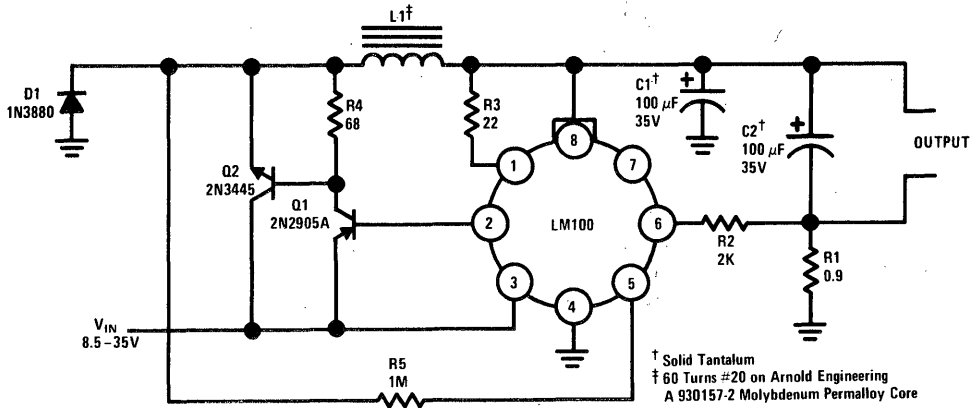 L1‡
D1
1N3880
R4
68
R3
22
C1†
100 µF
35V
C2†
100 µF
35V
OUTPUT
Q2
2N3445
Q1
2N2905A
1
2
3
4
5
6
7
8
LM100
R2
2K
R1
0.9
VIN
8.5–35V
R5
1M
† Solid Tantalum
‡ 60 Turns #20 on Arnold Engineering
A 930157-2 Molybdenum Permalloy Core